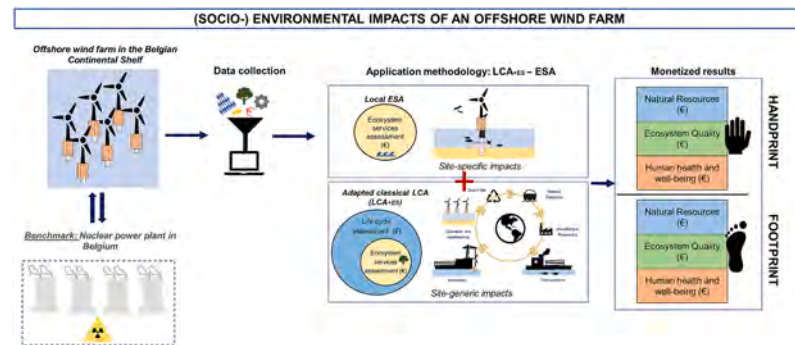 (SOCIO-) ENVIRONMENTAL IMPACTS OF AN OFFSHORE WIND FARM
Offshore wind farm in the Belgian
Continental Shelf
Data collection
Application methodology: LCA+ES – ESA
Monetized results
Local ESA
Ecosystem
services
assessment
(€)
Site-specific impacts
Adapted classical LCA
(LCA+ES)
Life cycle
assessment (€)
Ecosystem
services
assessment (€)
Site-generic impacts
Natural Resources
(€)
Ecosystem Quality
(€)
Human health and
well-being (€)
HANDPRINT
Natural Resources
(€)
Ecosystem Quality
(€)
Human health and
well-being (€)
FOOTPRINT
Benchmark: Nuclear power plant in
Belgium